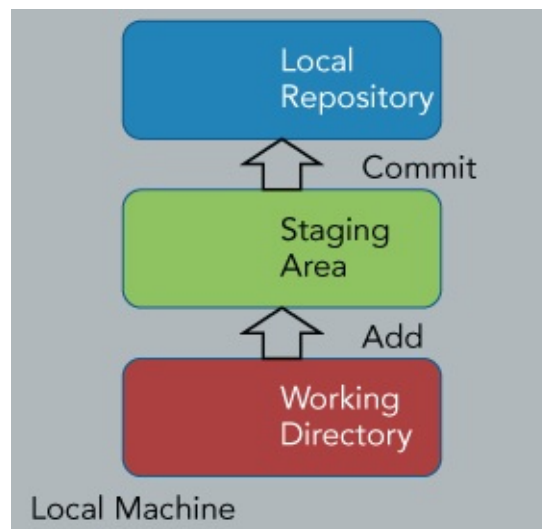 Local
Repository
Commit
Staging
Area
Add
Working
Directory
Local Machine